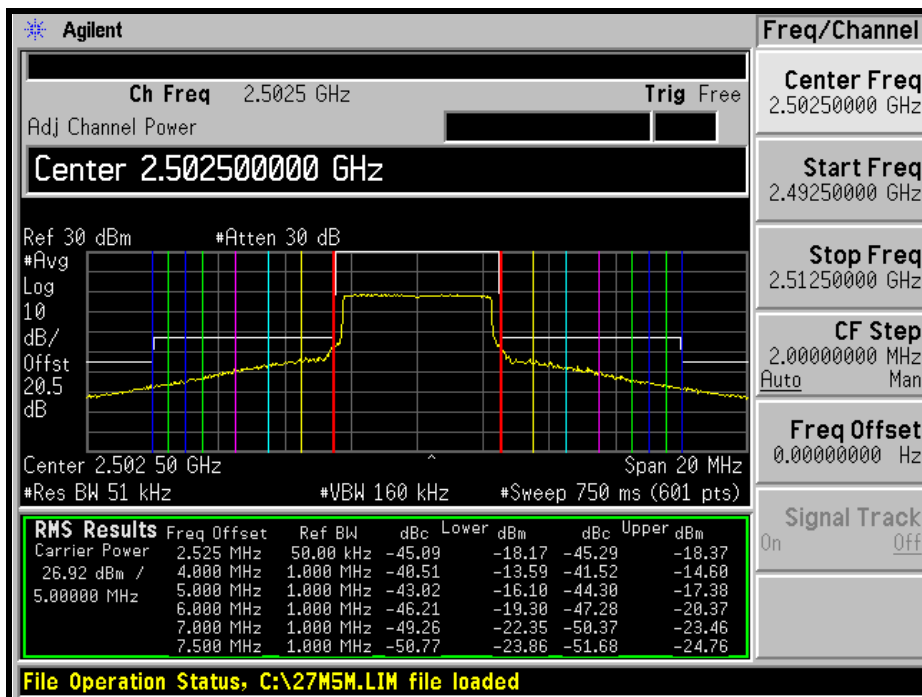 Agilent
Freq/Channel
Ch Freq 2.5025 GHz Trig Free
Adj Channel Power
Center 2.502500000 GHz
Center Freq
2.50250000 GHz
Start Freq
2.49250000 GHz
Stop Freq
2.51250000 GHz
CF Step
2.00000000 MHz
Auto Man
Freq Offset
0.00000000 Hz
Signal Track
On Off
Ref 30 dBm #Atten 30 dB
#Avg
Log
10
dB/
Offst
20.5
dB
Center 2.502 50 GHz Span 20 MHz
#Res BW 51 kHz #VBW 160 kHz #Sweep 750 ms (601 pts)
RMS Results Freq Offset Ref BW dBc Lower dBm dBc Upper dBm
Carrier Power 2.525 MHz 50.00 kHz -45.09 -18.17 -45.29 -18.37
26.92 dBm / 4.000 MHz 1.000 MHz -40.51 -13.59 -41.52 -14.60
5.00000 MHz 5.000 MHz 1.000 MHz -43.02 -16.10 -44.30 -17.38
6.000 MHz 1.000 MHz -46.21 -19.30 -47.28 -20.37
7.000 MHz 1.000 MHz -49.26 -22.35 -50.37 -23.46
7.500 MHz 1.000 MHz -50.77 -23.86 -51.68 -24.76
File Operation Status, C:\27M5M.LIM file loaded